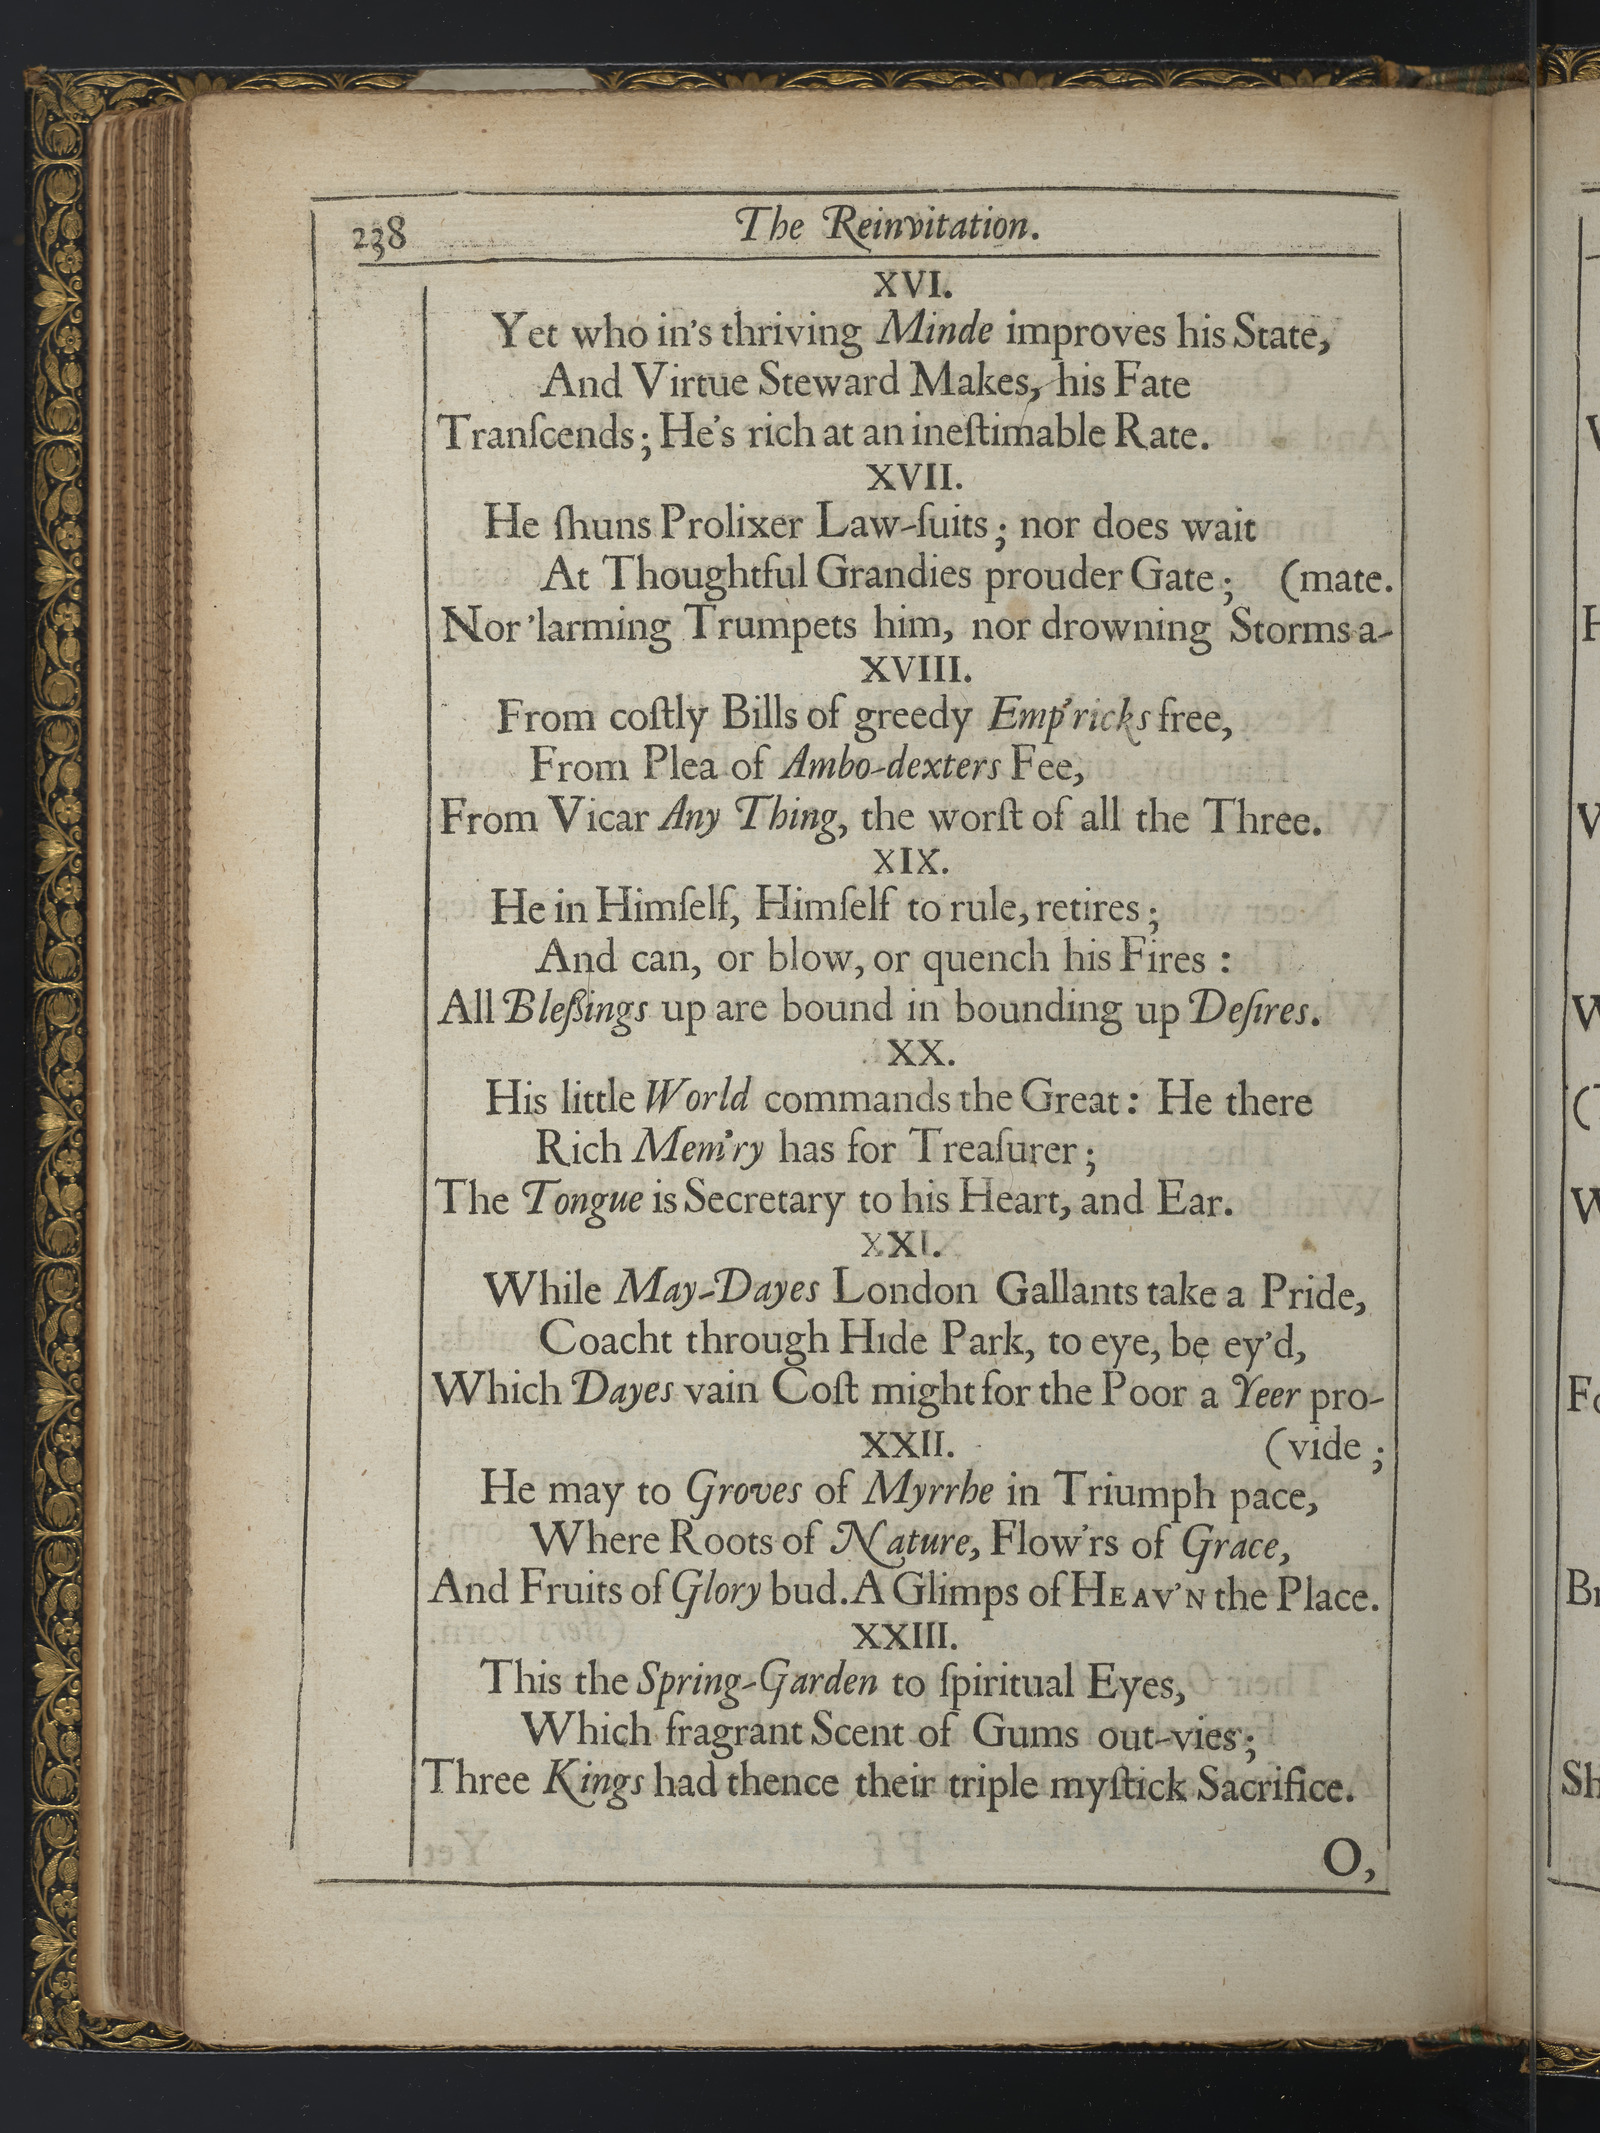 238 The Reinvitation.
XVI.
Yet who in's thriving Minde improves his State,
And Virtue Steward Makes, his Fate
Tranſcends; He's rich at an ineſtimable Rate.
XVII.
He ſhuns Prolixer Law-ſuits; nor does wait
At Thoughtful Grandies prouder Gate; (mate.
Nor 'larming Trumpets him, nor drowning Storms a-
XVIII.
From coſtly Bills of greedy Emp'ricks free,
From Plea of Ambo-dexters Fee,
From Vicar Any Thing, the worſt of all the Three.
XIX.
He in Himſelf, Himſelf to rule, retires;
And can, or blow, or quench his Fires :
All Bleßings up are bound in bounding up Deſires.
XX.
His little World commands the Great: He there
Rich Mem'ry has for Treaſurer;
The Tongue is Secretary to his Heart, and Ear.
XXI.
While May-Dayes London Gallants take a Pride,
Coacht through Hide Park, to eye, be ey'd,
Which Dayes vain Coſt might for the Poor a Yeer pro-
XXII. (vide;
He may to Groves of Myrrhe in Triumph pace,
Where Roots of Nature, Flow'rs of Grace,
And Fruits of Glory bud. A Glimps of HEAV'N the Place.
XXIII.
This the Spring-Garden to ſpiritual Eyes,
Which fragrant Scent of Gums out-vies;
Three Kings had thence their triple myſtick Sacrifice.
O,